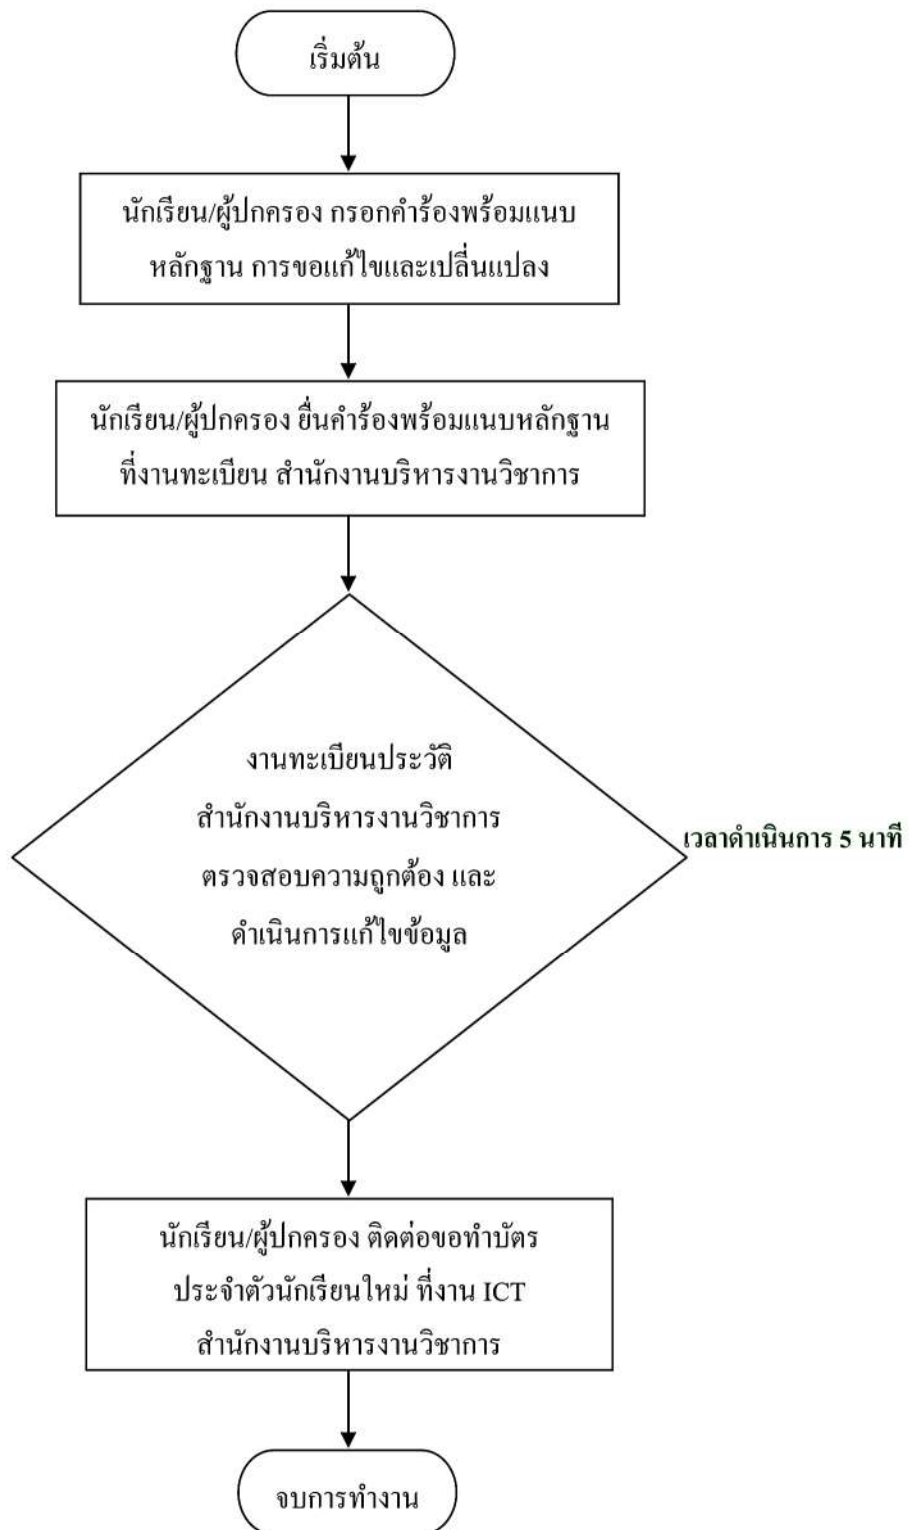 เริ่มต้น
นักเรียน/ผู้ปกครอง กรอกคำร้องพร้อมแนบ
หลักฐาน การขอแก้ไขและเปลี่นแปลง
นักเรียน/ผู้ปกครอง ยื่นคำร้องพร้อมแนบหลักฐาน
ที่งานทะเบียน สำนักงานบริหารงานวิชาการ
งานทะเบียนประวัติ
สำนักงานบริหารงานวิชาการ
เวลาดำเนินการ 5 นาที
ตรวจสอบความถูกต้อง และ
ดำเนินการแก้ไขข้อมูล
นักเรียน/ผู้ปกครอง ติดต่อขอทำบัตร
ประจำตัวนักเรียนใหม่ ที่งาน ICT
สำนักงานบริหารงานวิชาการ
จบการทำงาน